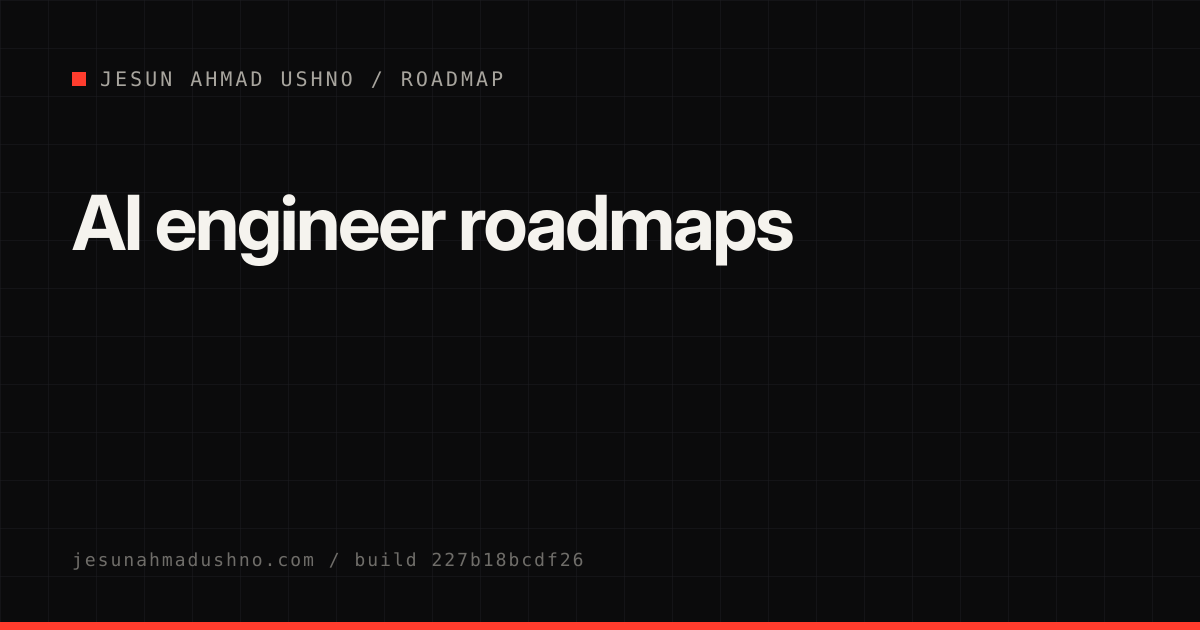 JESUN AHMAD USHNO / ROADMAP
AI engineer roadmaps
jesunahmadushno.com / build 227b18bcdf26